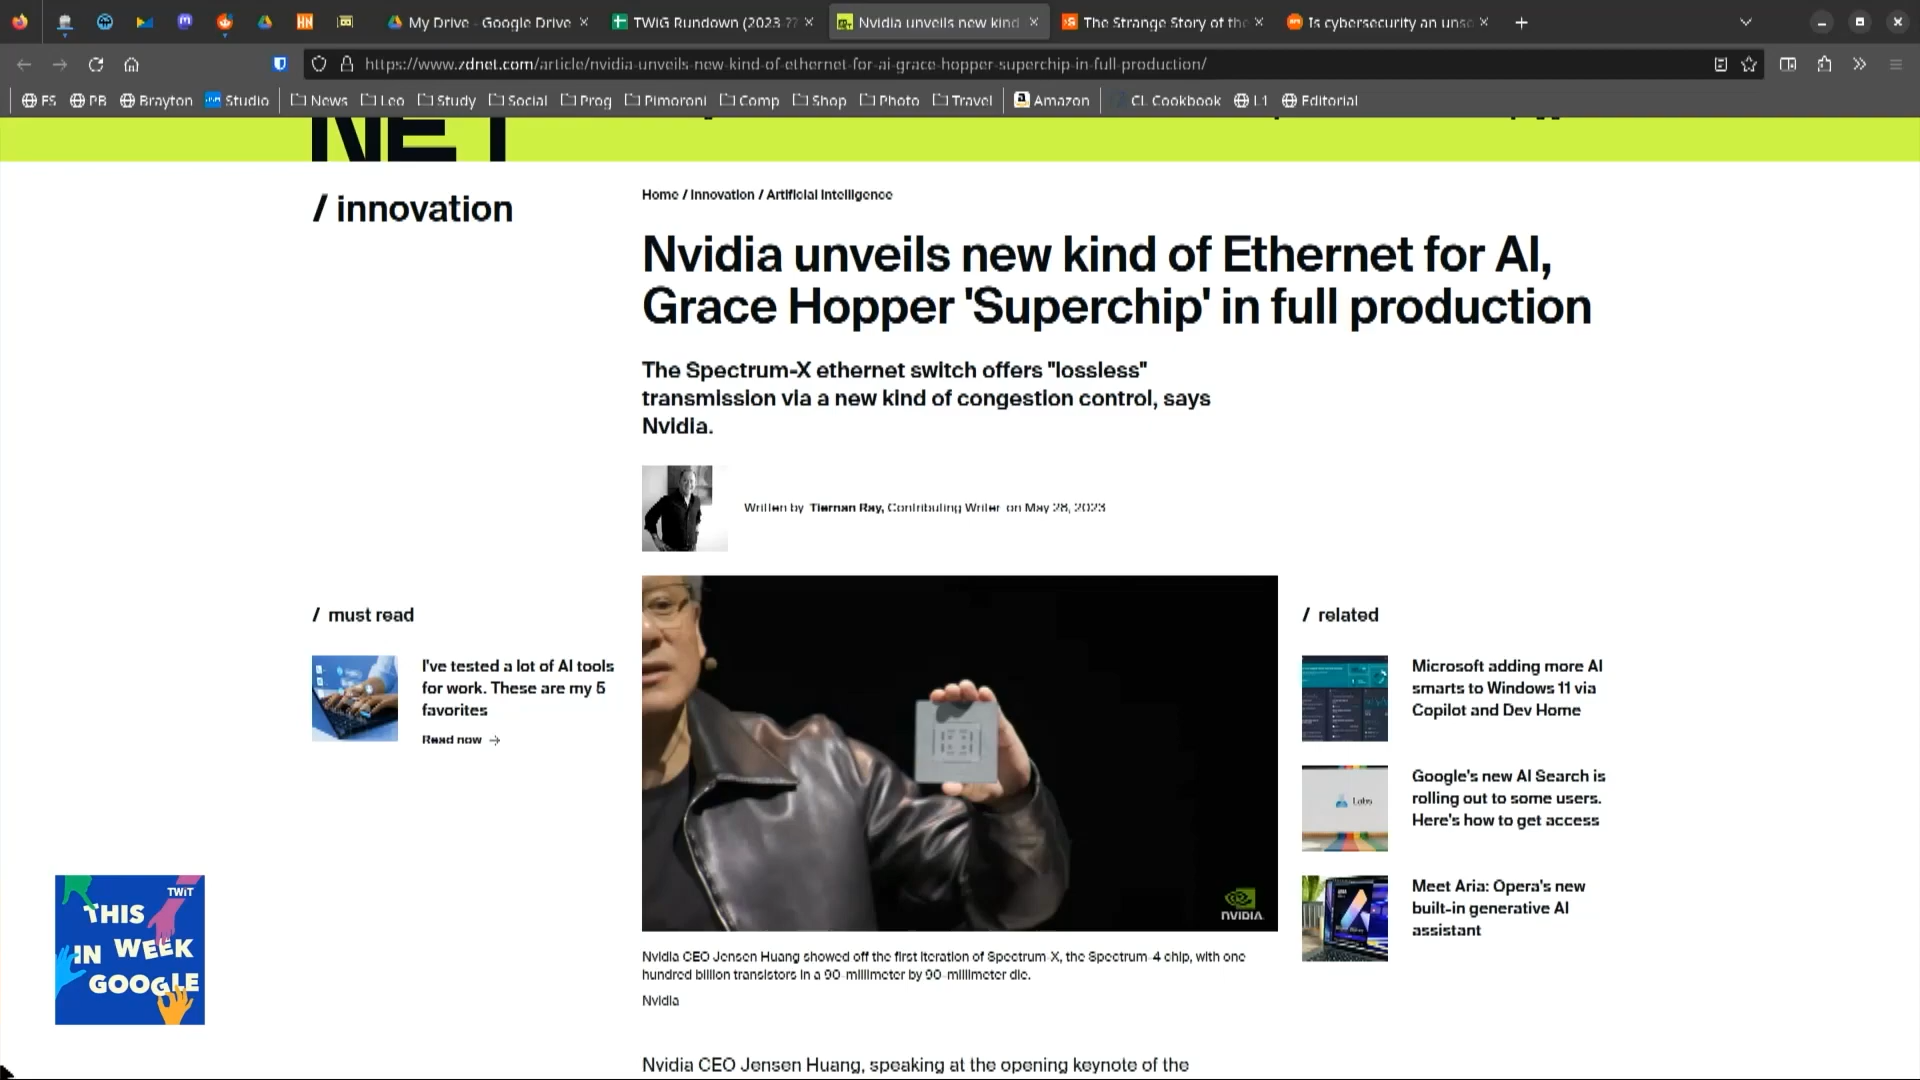 My Drive - Google Drive
TWiG Rundown (2023 ??
Nvidia unveils new kind
The Strange Story of the
Is cybersecurity an unso
https://www.zdnet.com/article/nvidia-unveils-new-kind-of-ethernet-for-ai-grace-hopper-superchip-in-full-production/
FS PB Brayton Studio News Leo Study Social Prog Pimoroni Comp Shop Photo Travel Amazon CL Cookbook L1 Editorial
NET
/ innovation
Home / Innovation / Artificial Intelligence
Nvidia unveils new kind of Ethernet for AI,
Grace Hopper 'Superchip' in full production
The Spectrum-X ethernet switch offers "lossless"
transmission via a new kind of congestion control, says
Nvidia.
Written by Tiernan Ray, Contributing Writer on May 28, 2023
/ must read
I've tested a lot of AI tools
for work. These are my 5
favorites
Read now →
NVIDIA.
/ related
Microsoft adding more AI
smarts to Windows 11 via
Copilot and Dev Home
Labs
Google's new AI Search is
rolling out to some users.
Here's how to get access
Meet Aria: Opera's new
built-in generative AI
assistant
TWiT
THIS
IN WEEK
GOOGLE
Nvidia CEO Jensen Huang showed off the first iteration of Spectrum-X, the Spectrum-4 chip, with one
hundred billion transistors in a 90-millimeter by 90-millimeter die.
Nvidia
Nvidia CEO Jensen Huang, speaking at the opening keynote of the